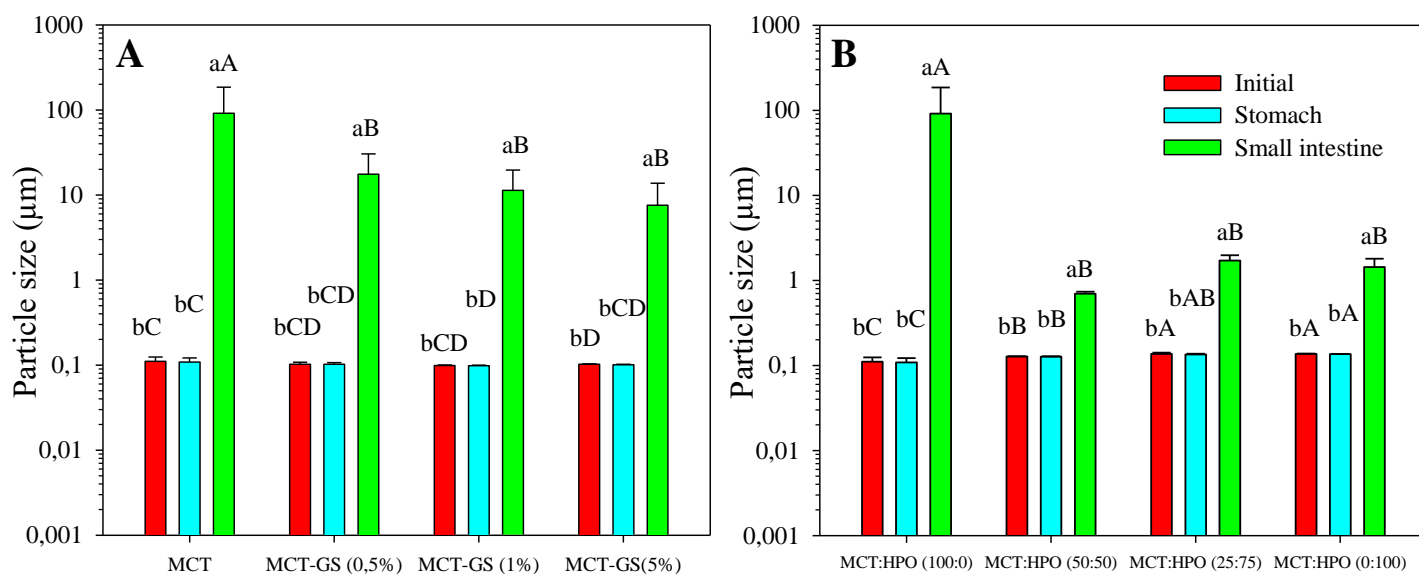 A
Particle size (µm)
1000
100
10
1
0,1
0,01
0,001
bC
bC
aA
bCD
bCD
aB
bCD
bD
aB
bD
bCD
aB
MCT
MCT-GS (0,5%)
MCT-GS (1%)
MCT-GS(5%)
B
Particle size (µm)
1000
100
10
1
0,1
0,01
0,001
Initial
Stomach
Small intestine
bC
bC
aA
bB
bB
aB
bA
bAB
aB
bA
bA
aB
MCT:HPO (100:0)
MCT:HPO (50:50)
MCT:HPO (25:75)
MCT:HPO (0:100)